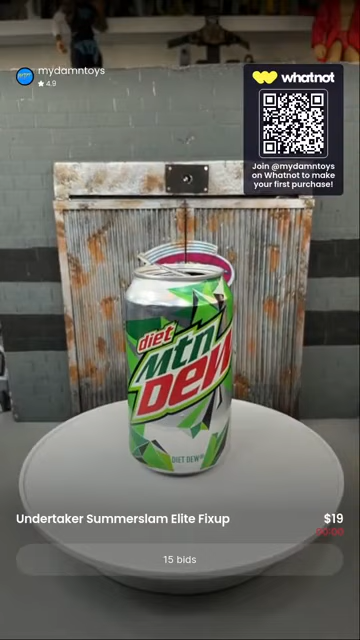 mydamntoys
4.9
whatnot
Join @mydamntoys
on Whatnot to make
your first purchase!
diet
mtn
DEW
DIET DEW
Undertaker Summerslam Elite Fixup
$19
15 bids